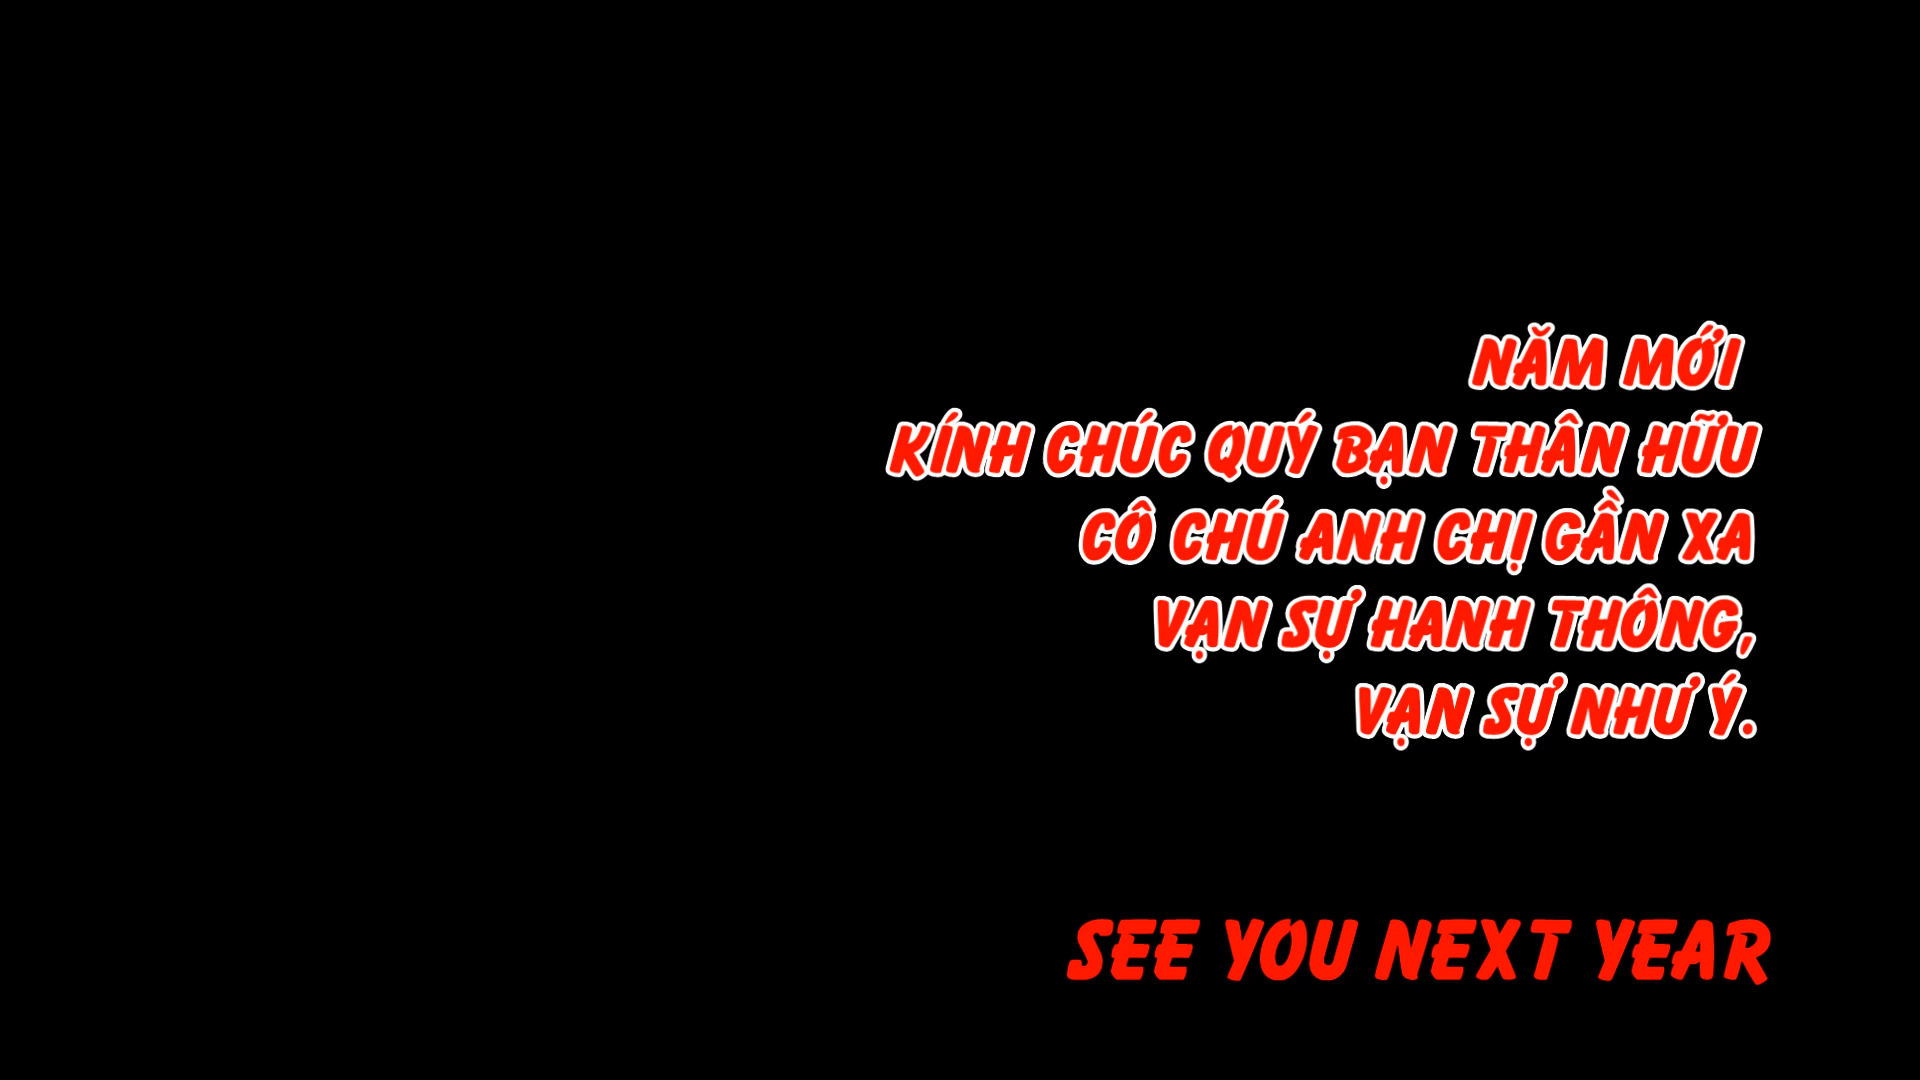 NĂM MỚI
KÍNH CHÚC QUÝ BẠN THÂN HỮU
CÔ CHÚ ANH CHỊ GẦN XA
VẠN SỰ HANH THÔNG,
VẠN SỰ NHƯ Ý.
SEE YOU NEXT YEAR